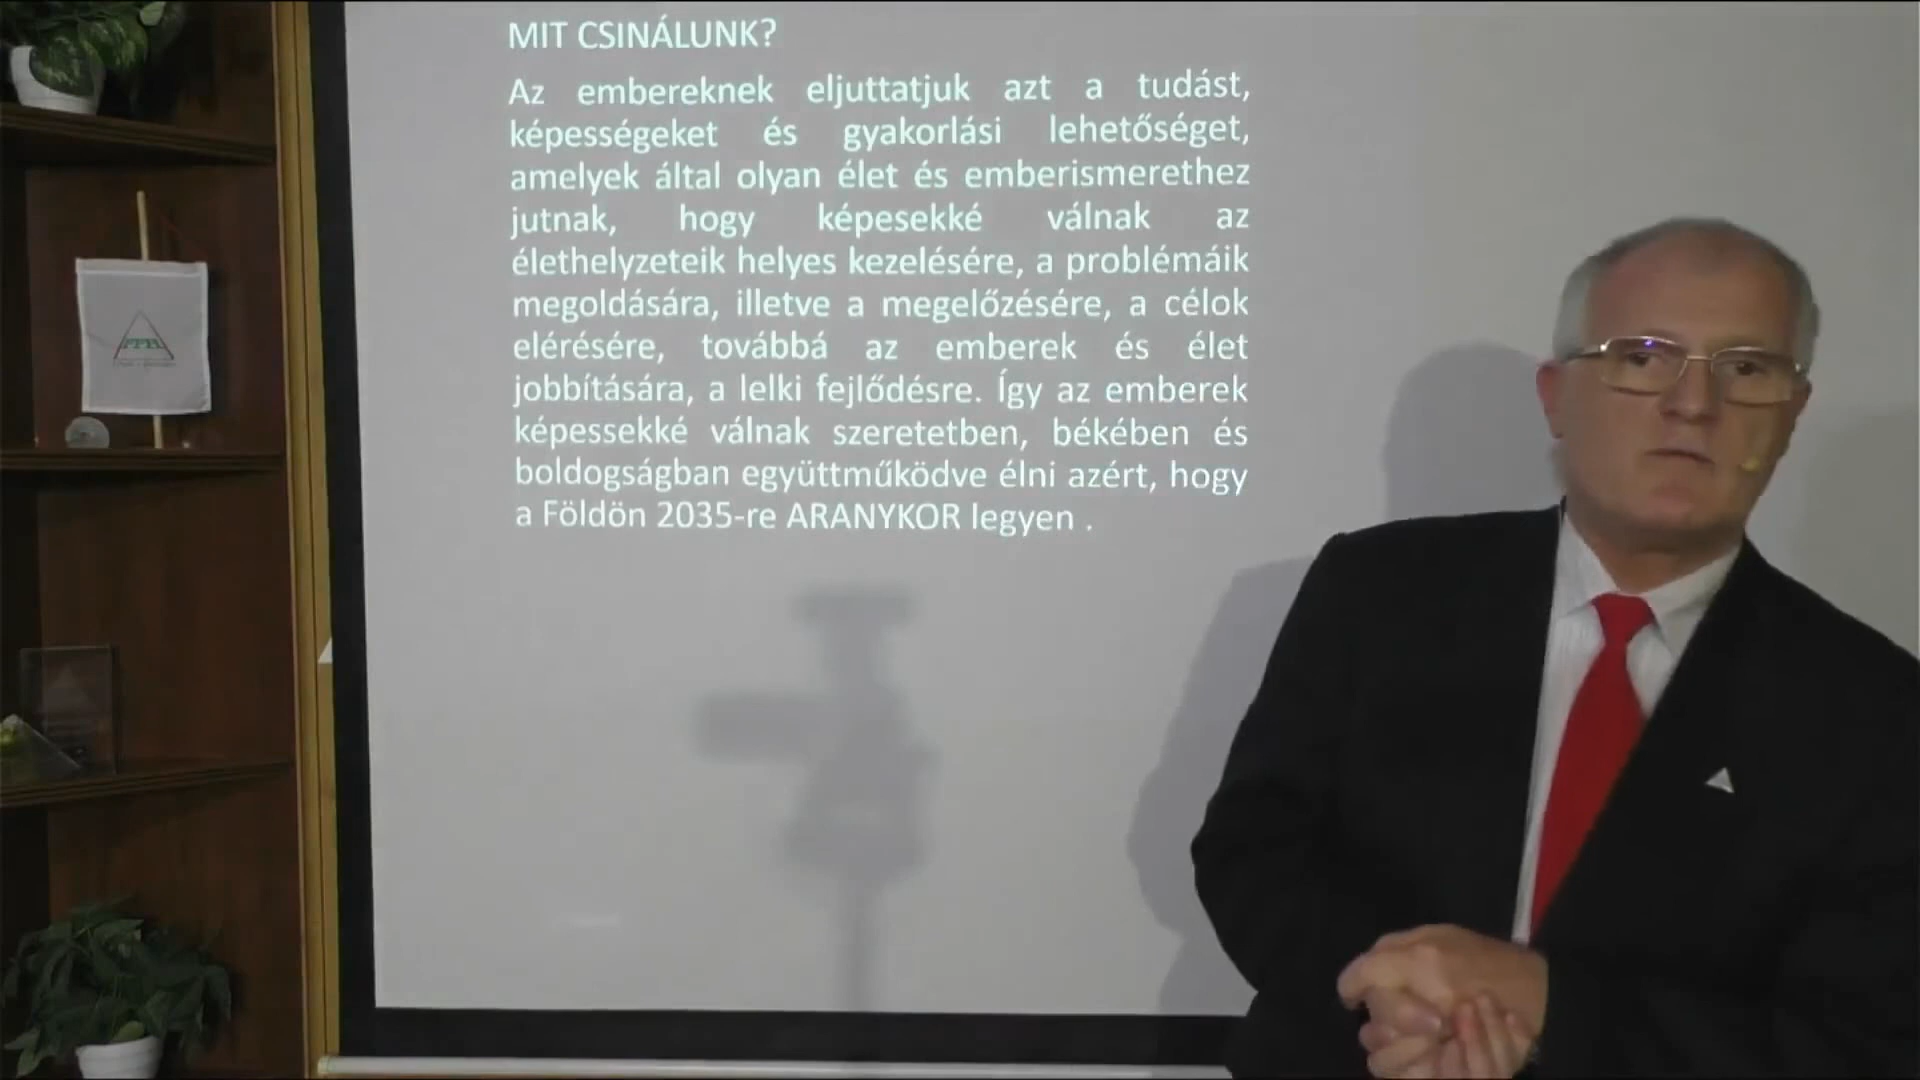 MIT CSINÁLUNK?
Az embereknek eljuttatjuk azt a tudást,
képességeket és gyakorlási lehetőséget,
amelyek által olyan élet és emberismerethez
jutnak, hogy képesekké válnak az
élethelyzeteik helyes kezelésére, a problémáik
megoldására, illetve a megelőzésére, a célok
elérésére, továbbá az emberek és élet
jobbítására, a lelki fejlődésre. Így az emberek
képessekké válnak szeretetben, békében és
boldogságban együttműködve élni azért, hogy
a Földön 2035-re ARANYKOR legyen .